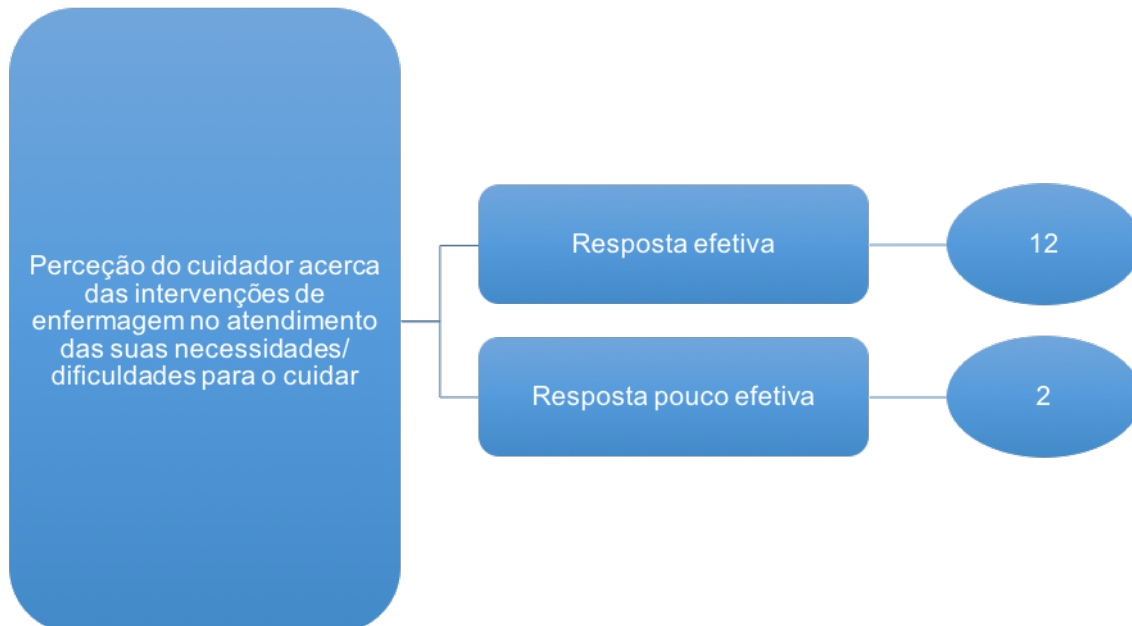 Perceção do cuidador acerca
das intervenções de
enfermagem no atendimento
das suas necessidades/
dificuldades para o cuidar
Resposta efetiva
12
Resposta pouco efetiva
2